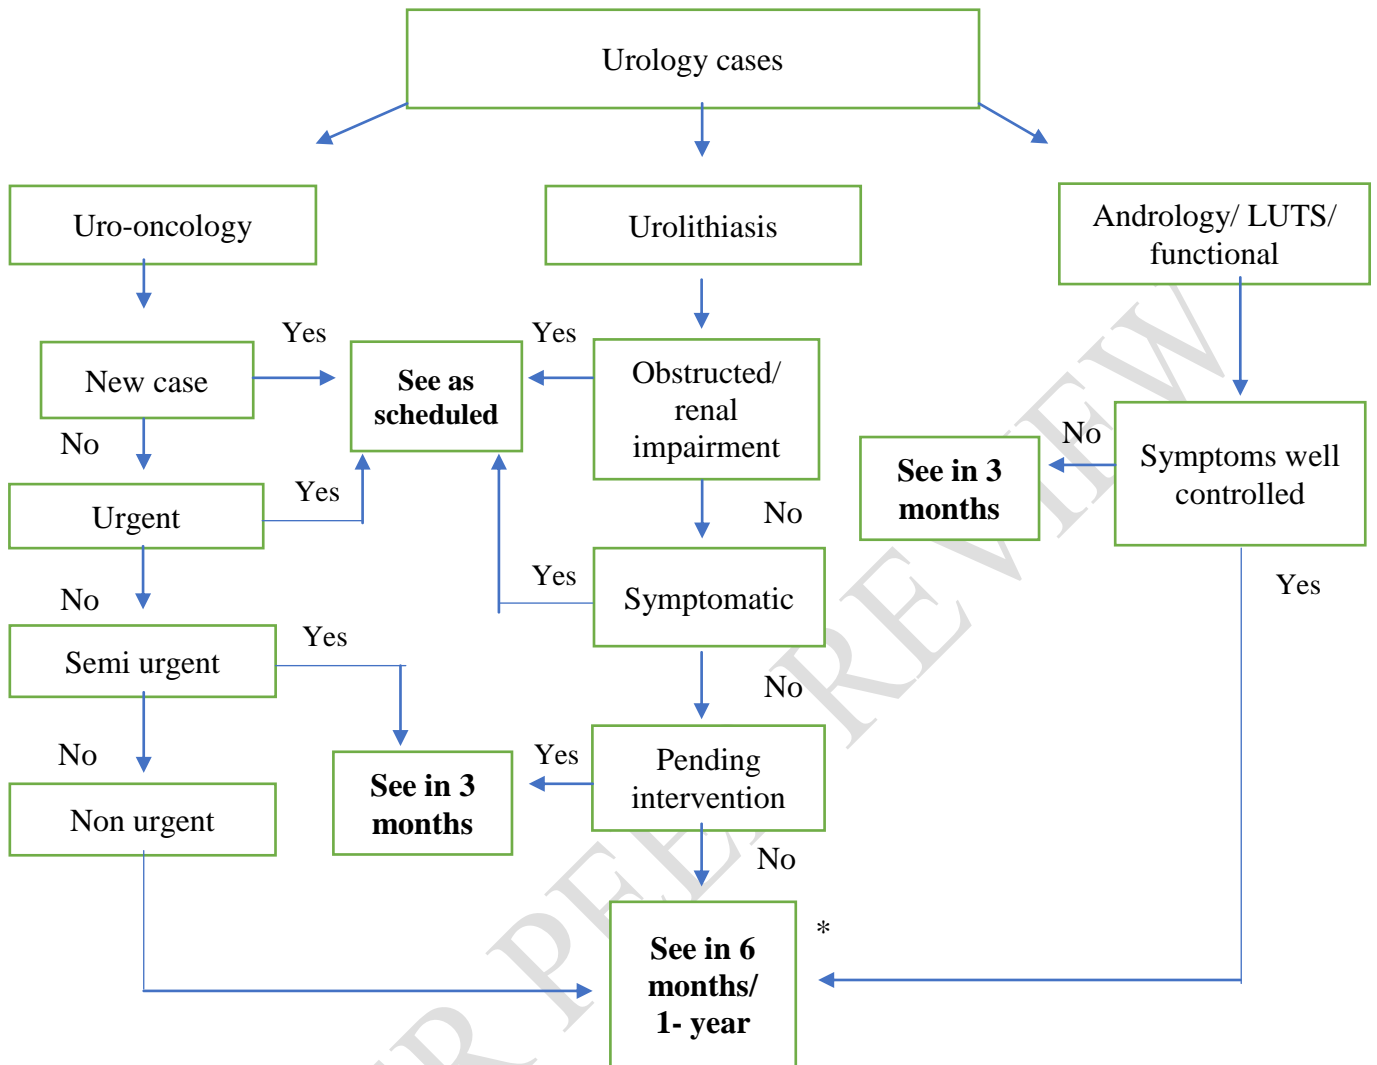 Urology cases
Uro-oncology
Urolithiasis
Andrology/ LUTS/
functional
Yes
Yes
New case
See as
scheduled
Obstructed/
renal
impairment
No
No
See in 3
months
Symptoms well
controlled
Urgent
Yes
No
Yes
No
Yes
Symptomatic
Semi urgent
Yes
No
No
Yes
See in 3
months
Pending
intervention
Non urgent
No
See in 6
months/
1- year
*
ER PEER REVIEW